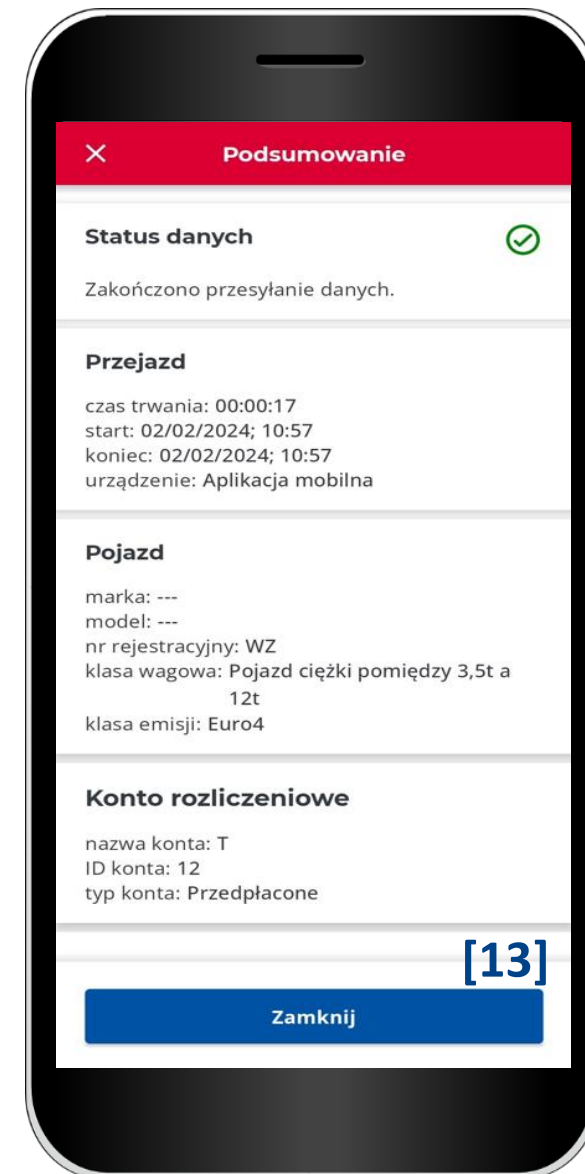 Podsumowanie
Status danych
Zakończono przesyłanie danych.
Przejazd
czas trwania: 00:00:17
start: 02/02/2024; 10:57
koniec: 02/02/2024; 10:57
urządzenie: Aplikacja mobilna
Pojazd
marka: ---
model: ---
nr rejestracyjny: WZ
klasa wagowa: Pojazd ciężki pomiędzy 3,5t a
12t
klasa emisji: Euro4
Konto rozliczeniowe
nazwa konta: T
ID konta: 12
typ konta: Przedpłacone
[13]
Zamknij